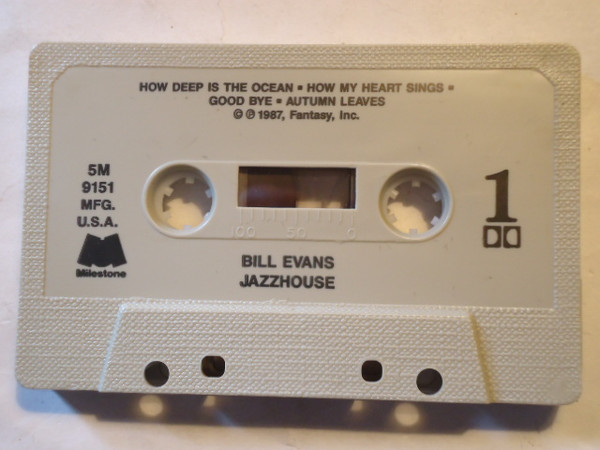 HOW DEEP IS THE OCEAN ▪ HOW MY HEART SINGS ▪
GOOD BYE ▪ AUTUMN LEAVES
© ℗ 1987, Fantasy, Inc.
5M
9151
MFG.
U.S.A.
Milestone
1
100 50 0
BILL EVANS
JAZZHOUSE